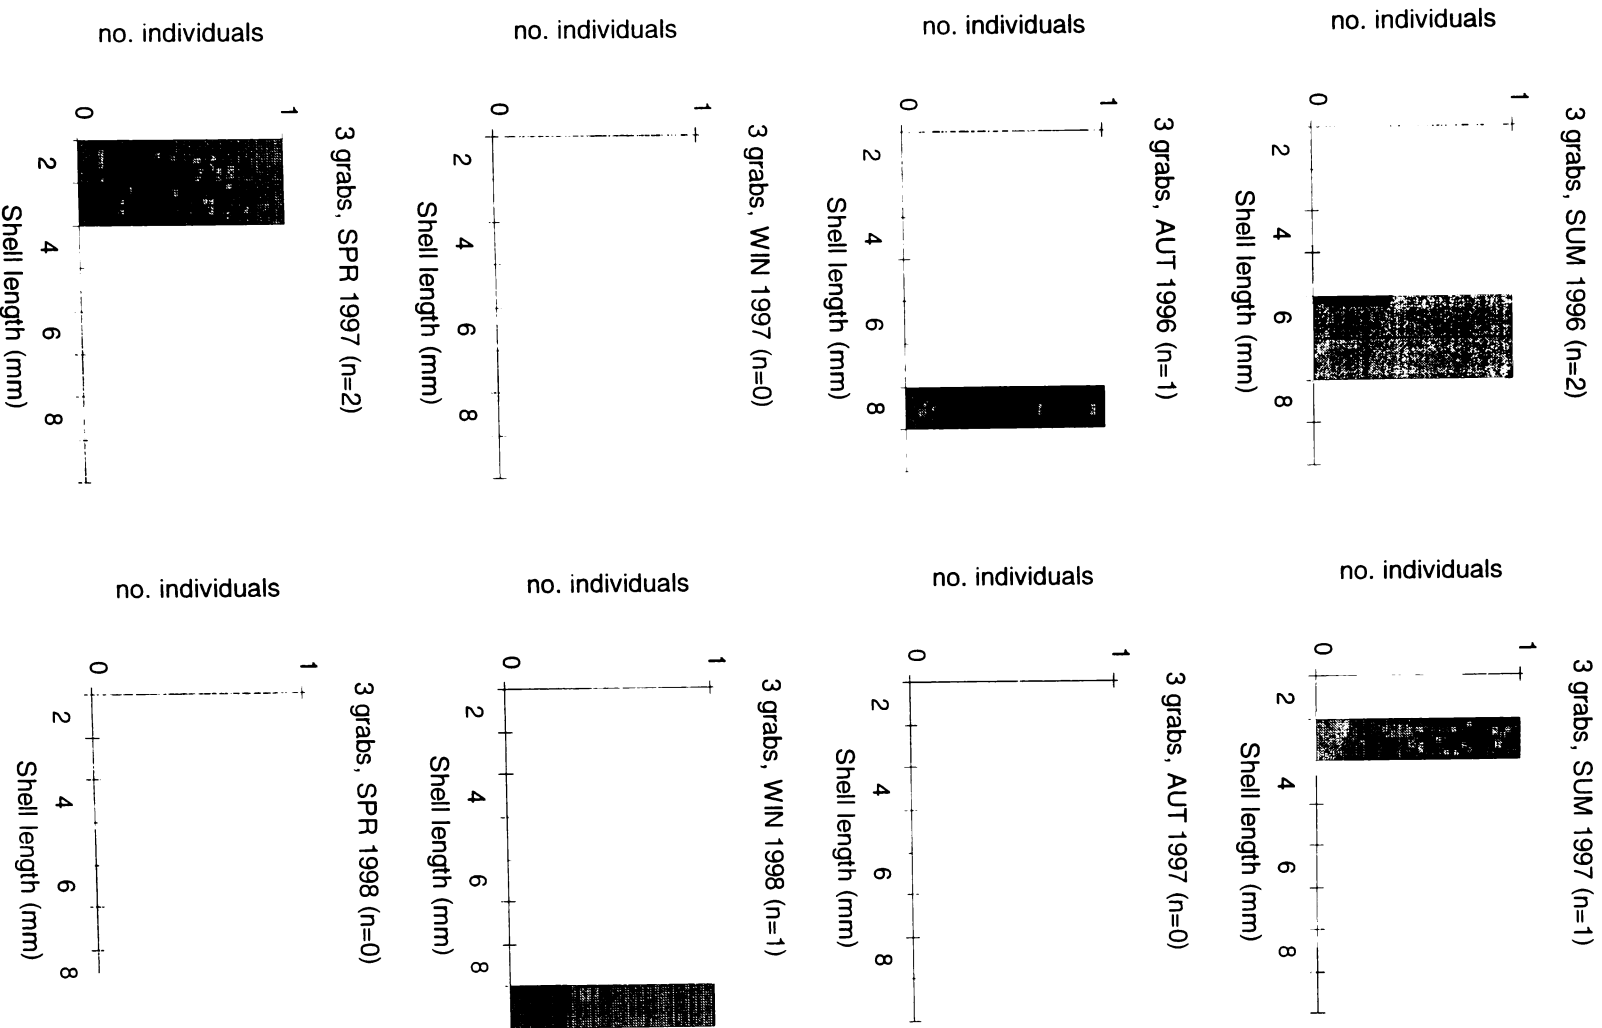 3 grabs, SUM 1996 (n=2)
no. individuals
1
0
2 4 6 8
Shell length (mm)
3 grabs, SUM 1997 (n=1)
no. individuals
1
0
2 4 6 8
Shell length (mm)
3 grabs, AUT 1996 (n=1)
no. individuals
1
0
2 4 6 8
Shell length (mm)
3 grabs, AUT 1997 (n=0)
no. individuals
1
0
2 4 6 8
Shell length (mm)
3 grabs, WIN 1997 (n=0)
no. individuals
1
0
2 4 6 8
Shell length (mm)
3 grabs, WIN 1998 (n=1)
no. individuals
1
0
2 4 6 8
Shell length (mm)
3 grabs, SPR 1997 (n=2)
no. individuals
1
0
2 4 6 8
Shell length (mm)
3 grabs, SPR 1998 (n=0)
no. individuals
1
0
2 4 6 8
Shell length (mm)